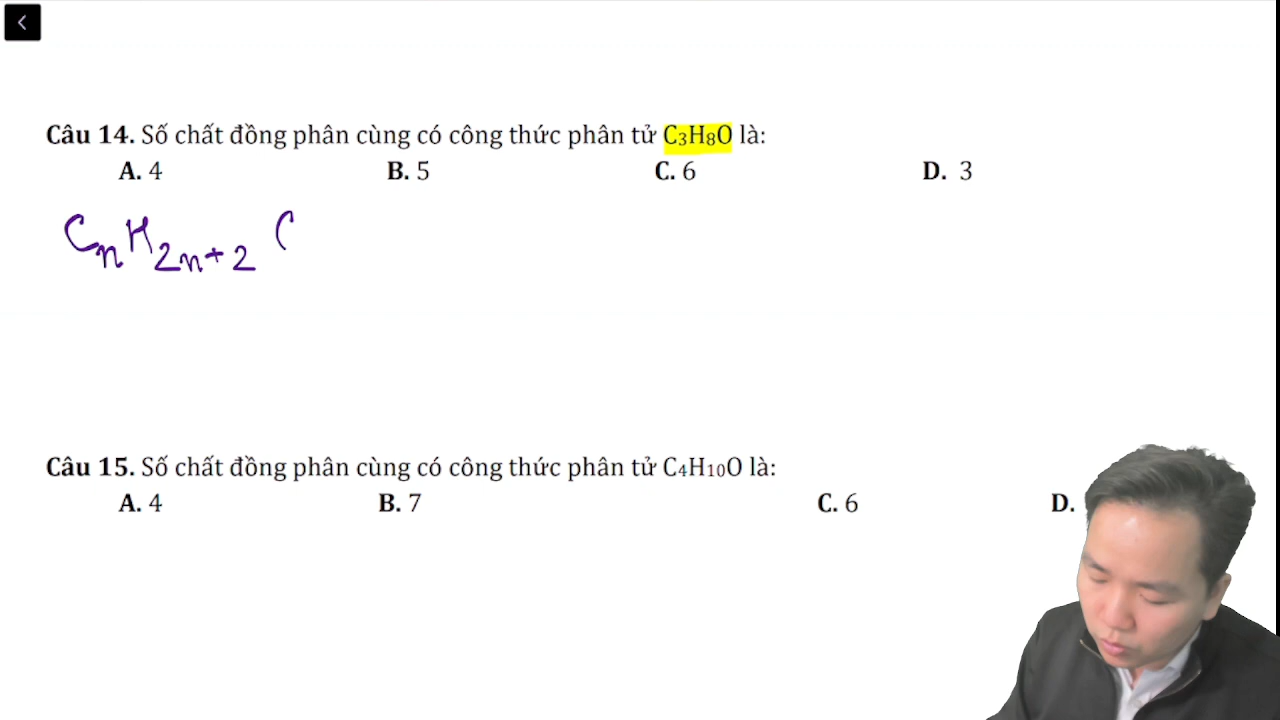 Câu 14. Số chất đồng phân cùng có công thức phân tử C₃H₈O là:
A. 4 B. 5 C. 6 D. 3
CₙH₂ₙ₊₂ (
Câu 15. Số chất đồng phân cùng có công thức phân tử C₄H₁₀O là:
A. 4 B. 7 C. 6 D.